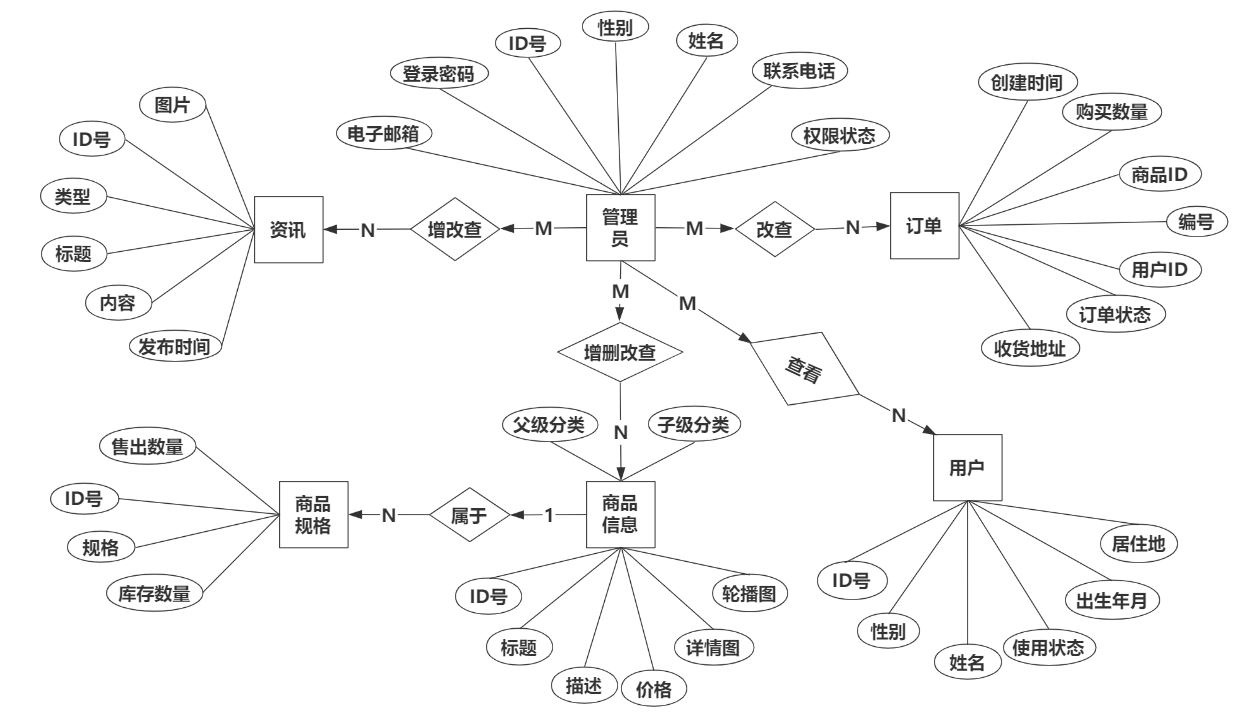 性别
ID号
姓名
登录密码
联系电话
电子邮箱
权限状态
创建时间
购买数量
商品ID
编号
用户ID
订单状态
收货地址
图片
ID号
类型
标题
内容
发布时间
资讯
N
增改查
M
管理
员
M
改查
N
订单
M
M
增删改查
查看
父级分类
N
子级分类
N
用户
售出数量
ID号
规格
库存数量
商品
规格
N
属于
1
商品
信息
ID号
标题
描述
价格
详情图
轮播图
ID号
性别
姓名
使用状态
出生年月
居住地